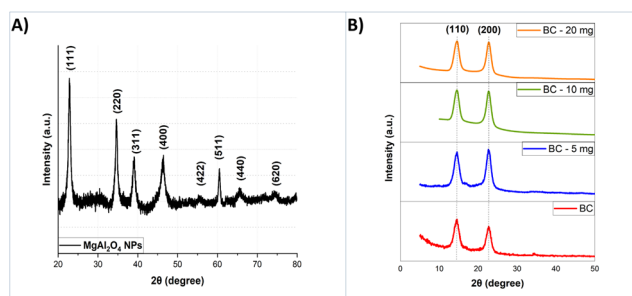 A)
(111)
(220)
(311)
(400)
(422)
(511)
(440)
(620)
Intensity (a.u.)
MgAl₂O₄ NPs
20 30 40 50 60 70 80
2θ (degree)
B)
(110) (200)
BC - 20 mg
BC - 10 mg
BC - 5 mg
BC
Intensity (a.u.)
0 10 20 30 40 50
2θ (degree)